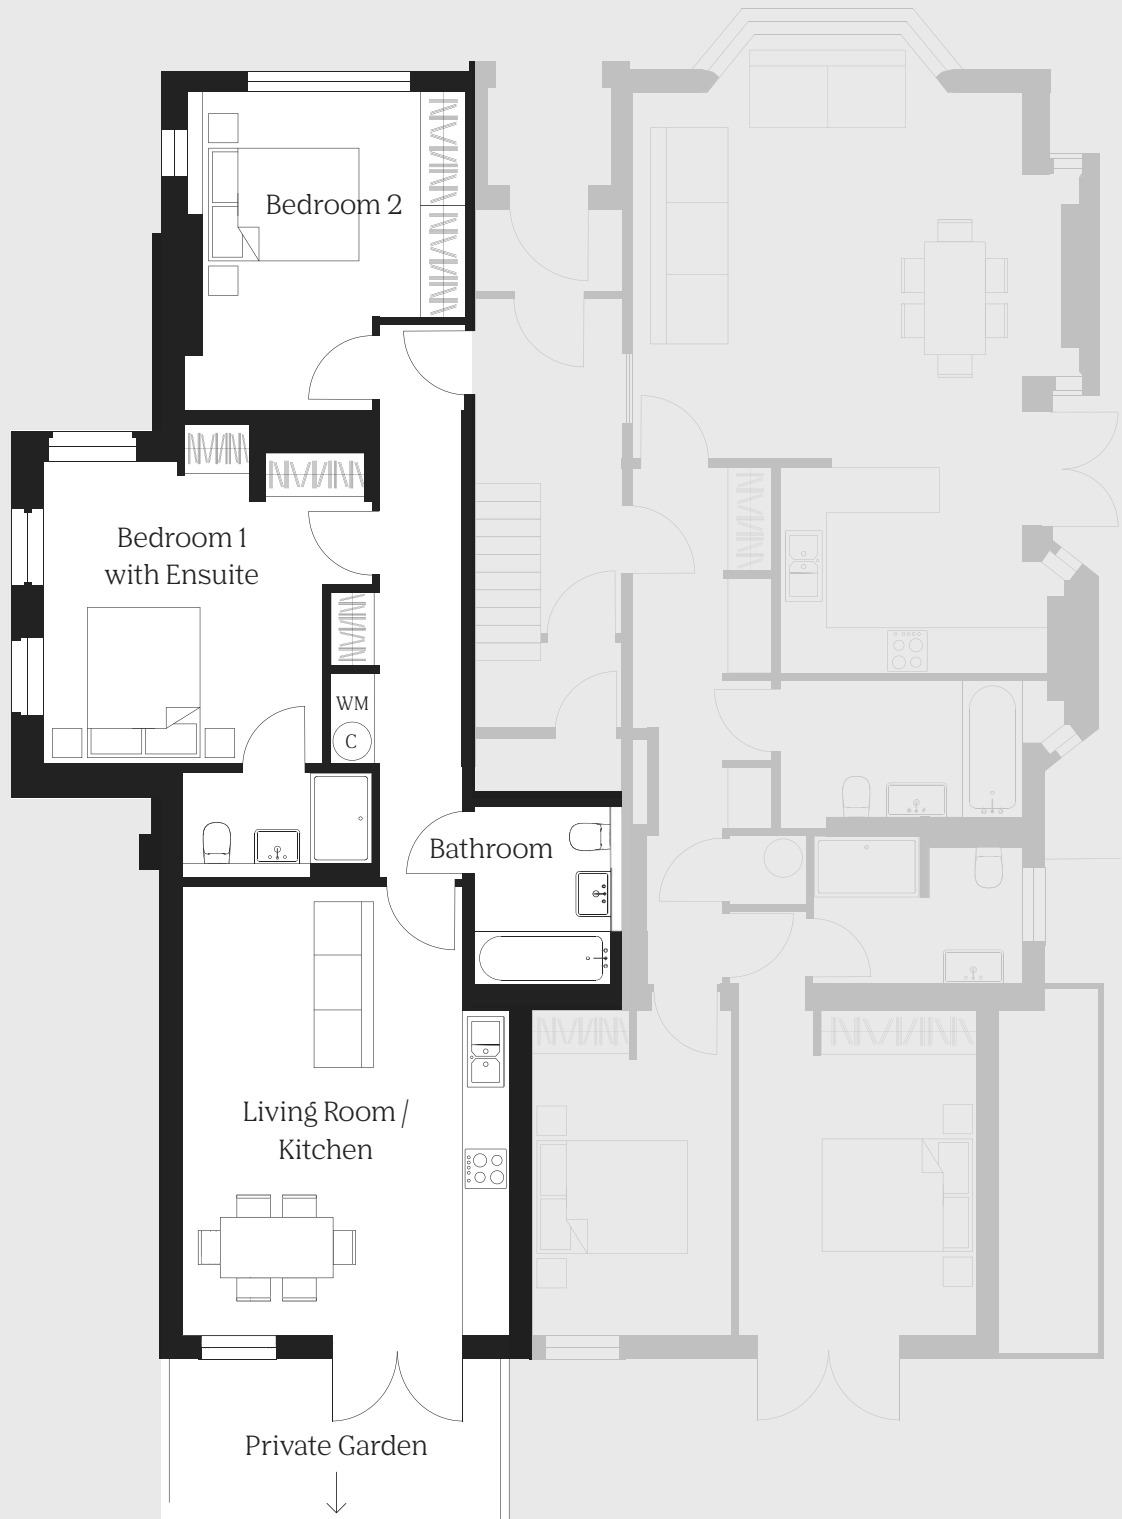 Bedroom 2
Bedroom 1
with Ensuite
WM
C
Bathroom
Living Room /
Kitchen
Private Garden